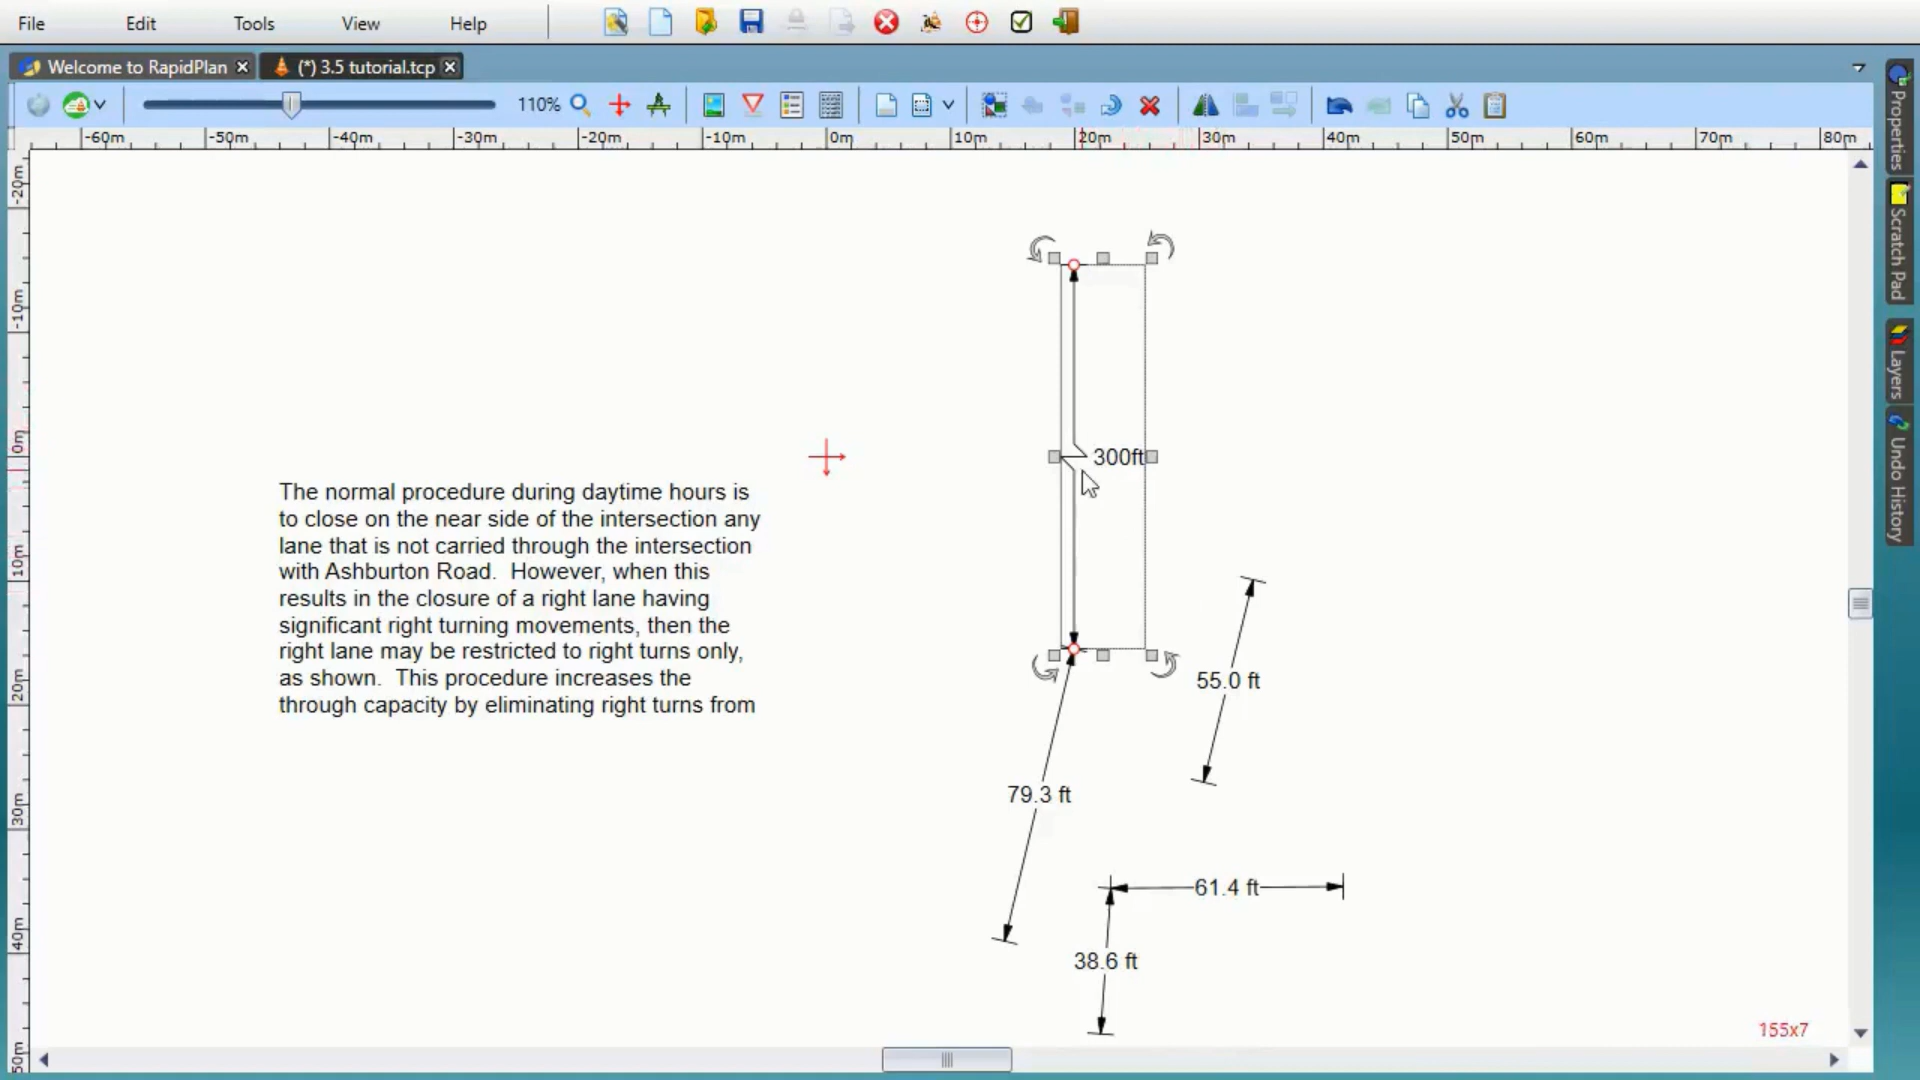 File Edit Tools View Help
Welcome to RapidPlan (*) 3.5 tutorial.tcp
110%
-60m -50m -40m -30m -20m -10m 0m 10m 20m 30m 40m 50m 60m 70m 80m
-20m
-10m
0m
10m
20m
30m
40m
50m
300ft
The normal procedure during daytime hours is
to close on the near side of the intersection any
lane that is not carried through the intersection
with Ashburton Road.  However, when this
results in the closure of a right lane having
significant right turning movements, then the
right lane may be restricted to right turns only,
as shown.  This procedure increases the
through capacity by eliminating right turns from
55.0 ft
79.3 ft
61.4 ft
38.6 ft
155x7
Properties
Scratch Pad
Layers
Undo History